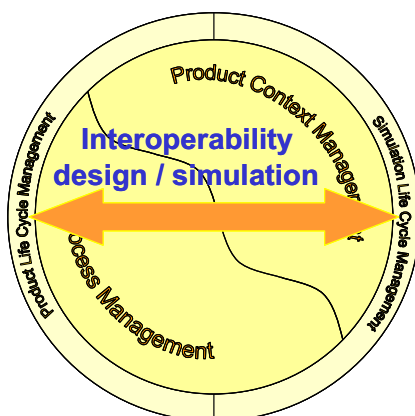 Product Context Management
Interoperability
design / simulation
Product Life Cycle Management
Simulation Life Cycle Management
ocess Management